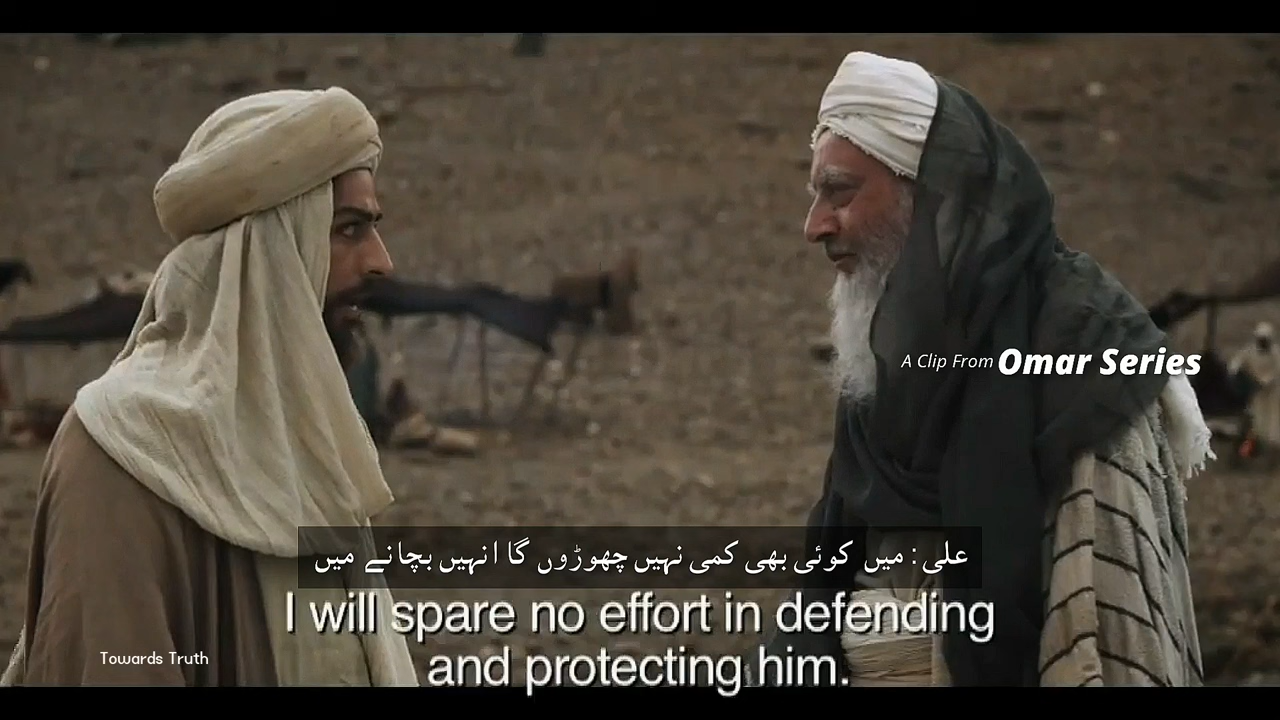 A Clip From Omar Series
علی : میں کوئی بھی کمی نہیں چھوڑوں گا انہیں بچانے میں
I will spare no effort in defending
and protecting him.
Towards Truth